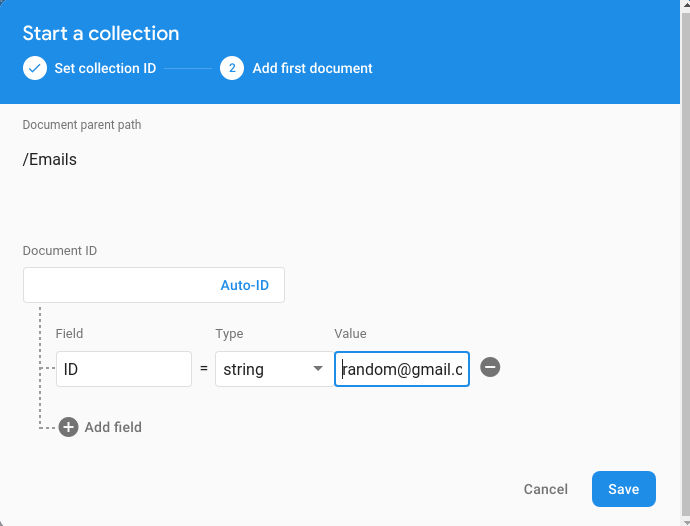 Start a collection
Set collection ID 2 Add first document
Document parent path
/Emails
Document ID
Auto-ID
Field Type Value
ID = string random@gmail.c
Add field
Cancel Save